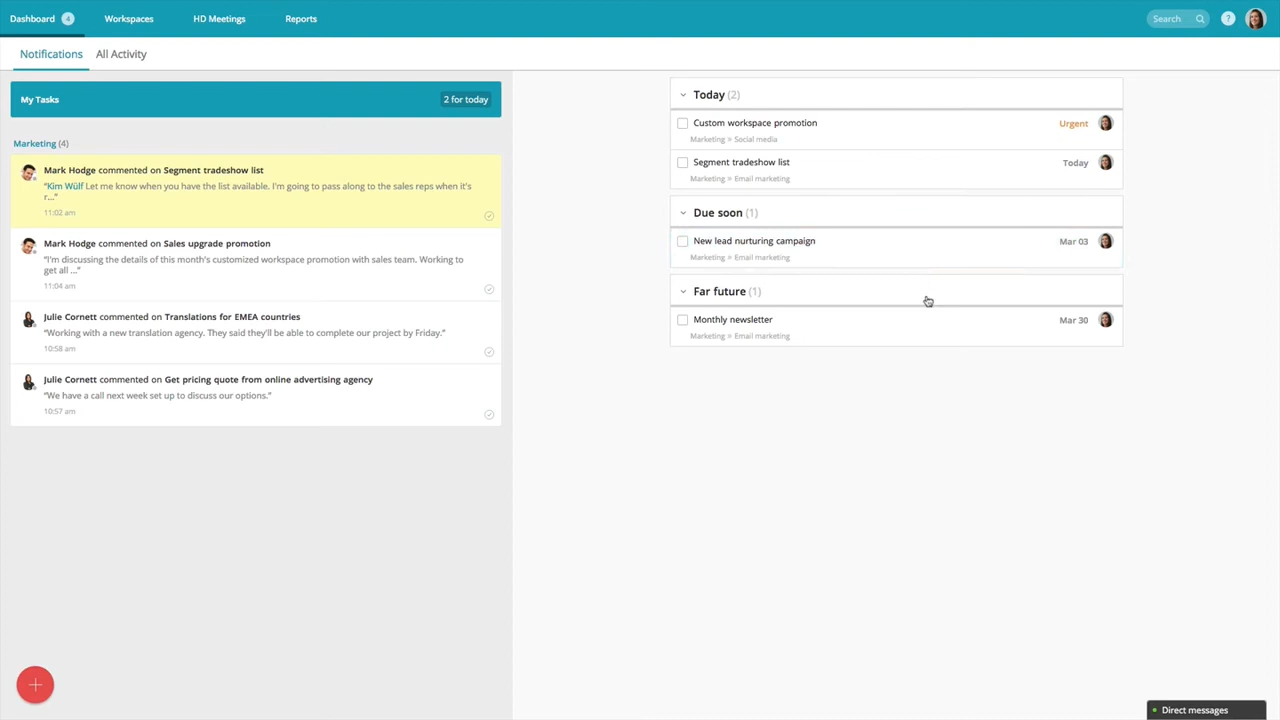 Dashboard 4 Workspaces HD Meetings Reports Search ?
Notifications All Activity
My Tasks 2 for today
Marketing (4)
Mark Hodge commented on Segment tradeshow list
“Kim Wülf Let me know when you have the list available. I'm going to pass along to the sales reps when it's
r...”
11:02 am
Mark Hodge commented on Sales upgrade promotion
“I'm discussing the details of this month's customized workspace promotion with sales team. Working to
get all ...”
11:04 am
Julie Cornett commented on Translations for EMEA countries
“Working with a new translation agency. They said they'll be able to complete our project by Friday.”
10:58 am
Julie Cornett commented on Get pricing quote from online advertising agency
“We have a call next week set up to discuss our options.”
10:57 am
Today (2)
Custom workspace promotion Urgent
Marketing » Social media
Segment tradeshow list Today
Marketing » Email marketing
Due soon (1)
New lead nurturing campaign Mar 03
Marketing » Email marketing
Far future (1)
Monthly newsletter Mar 30
Marketing » Email marketing
Direct messages